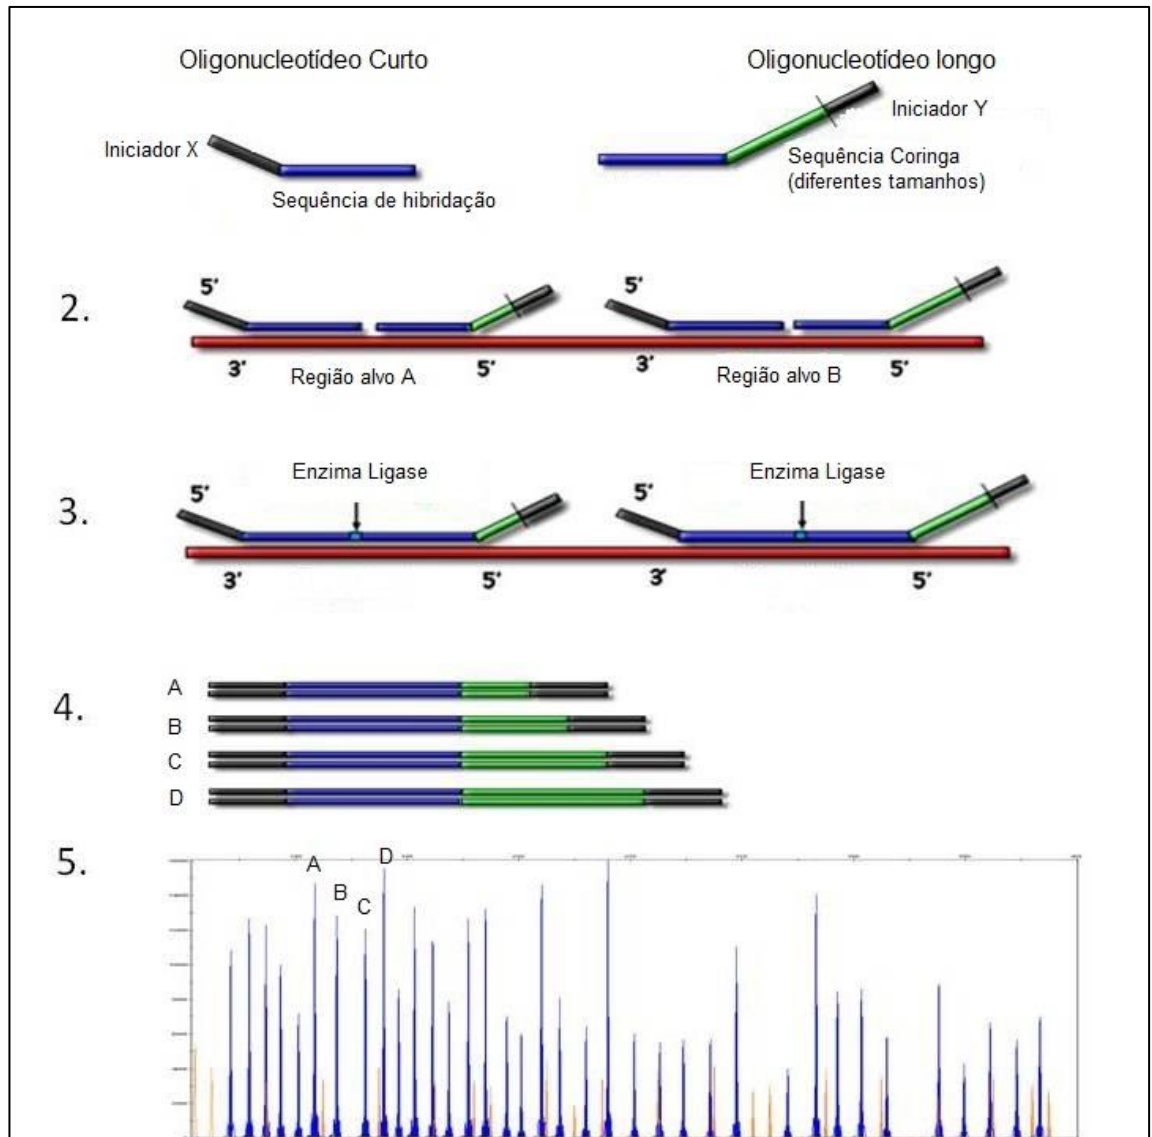 Oligonucleotídeo Curto
Oligonucleotídeo longo
Iniciador X
Iniciador Y
Sequência de hibridação
Sequência Coringa
(diferentes tamanhos)
2.
5'
5'
3'
Região alvo A
5'
3'
Região alvo B
5'
3.
Enzima Ligase
Enzima Ligase
5'
5'
3'
5'
3'
5'
4.
A
B
C
D
5.
A
B
C
D